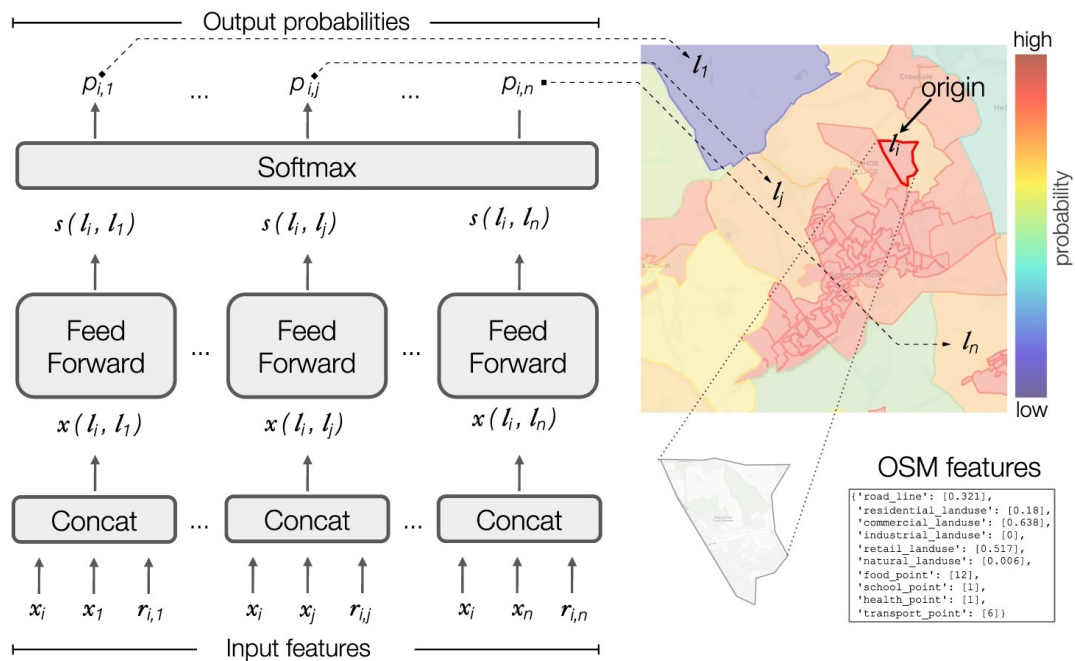 Output probabilities
p_{i,1} ... p_{i,j} ... p_{i,n}
Softmax
s(l_i, l_1) s(l_i, l_j) s(l_i, l_n)
Feed Forward ... Feed Forward ... Feed Forward
x(l_i, l_1) x(l_i, l_j) x(l_i, l_n)
Concat ... Concat ... Concat
x_i x_1 r_{i,1} x_i x_j r_{i,j} x_i x_n r_{i,n}
Input features
l_1
origin
l_i
l_j
l_n
high
probability
low
OSM features
{'road_line': [0.321],
'residential_landuse': [0.18],
'commercial_landuse': [0.638],
'industrial_landuse': [0],
'retail_landuse': [0.517],
'natural_landuse': [0.006],
'food_point': [12],
'school_point': [1],
'health_point': [1],
'transport_point': [6]}